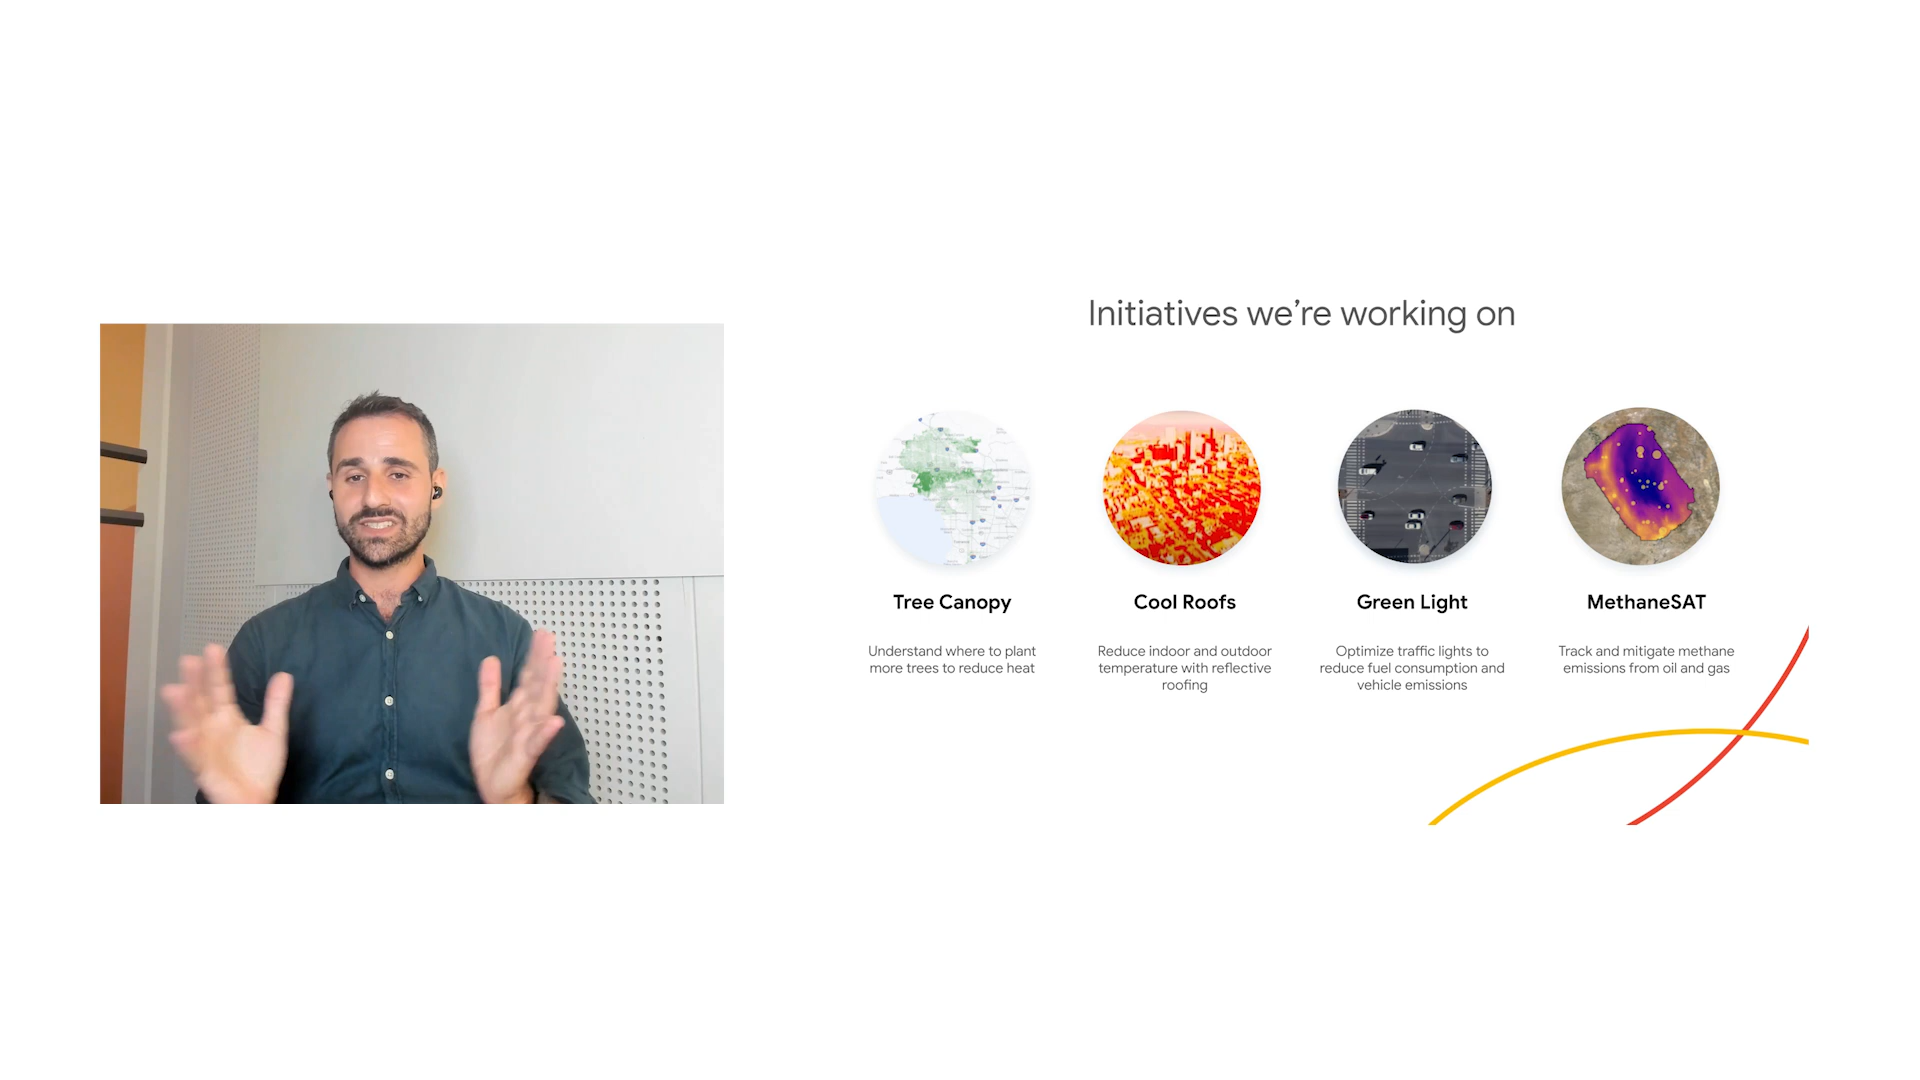 Initiatives we're working on
Tree Canopy
Understand where to plant
more trees to reduce heat
Cool Roofs
Reduce indoor and outdoor
temperature with reflective
roofing
Green Light
Optimize traffic lights to
reduce fuel consumption and
vehicle emissions
MethaneSAT
Track and mitigate methane
emissions from oil and gas